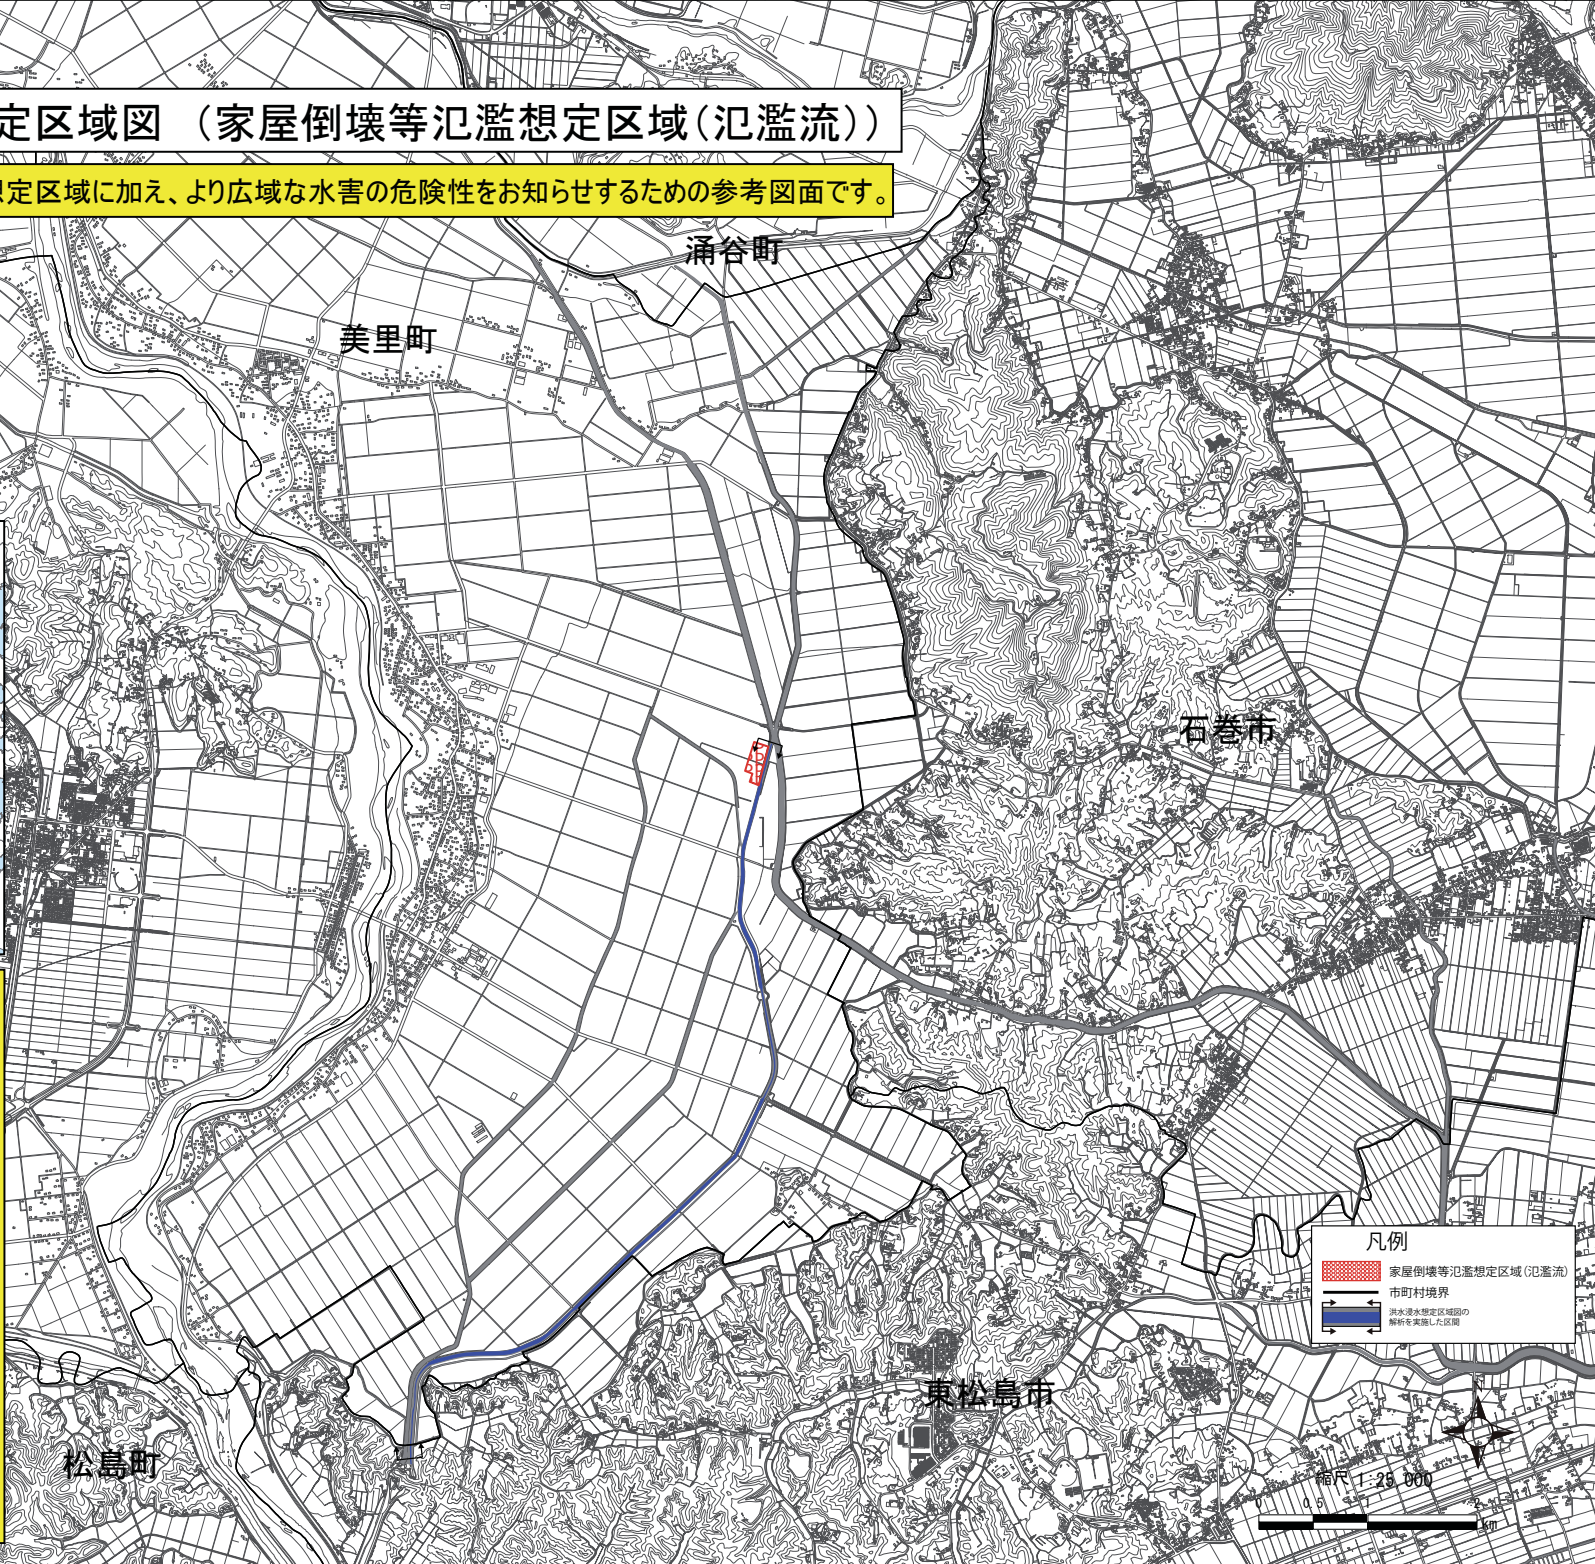 定区域図 （家屋倒壊等氾濫想定区域（氾濫流））
想定区域に加え、より広域な水害の危険性をお知らせするための参考図面です。
涌谷町
美里町
石巻市
凡例
家屋倒壊等氾濫想定区域（氾濫流）
市町村境界
洪水浸水想定区域図の
解析を実施した区間
東松島市
松島町
縮尺 1:25,000
0 0.5 1 2
km